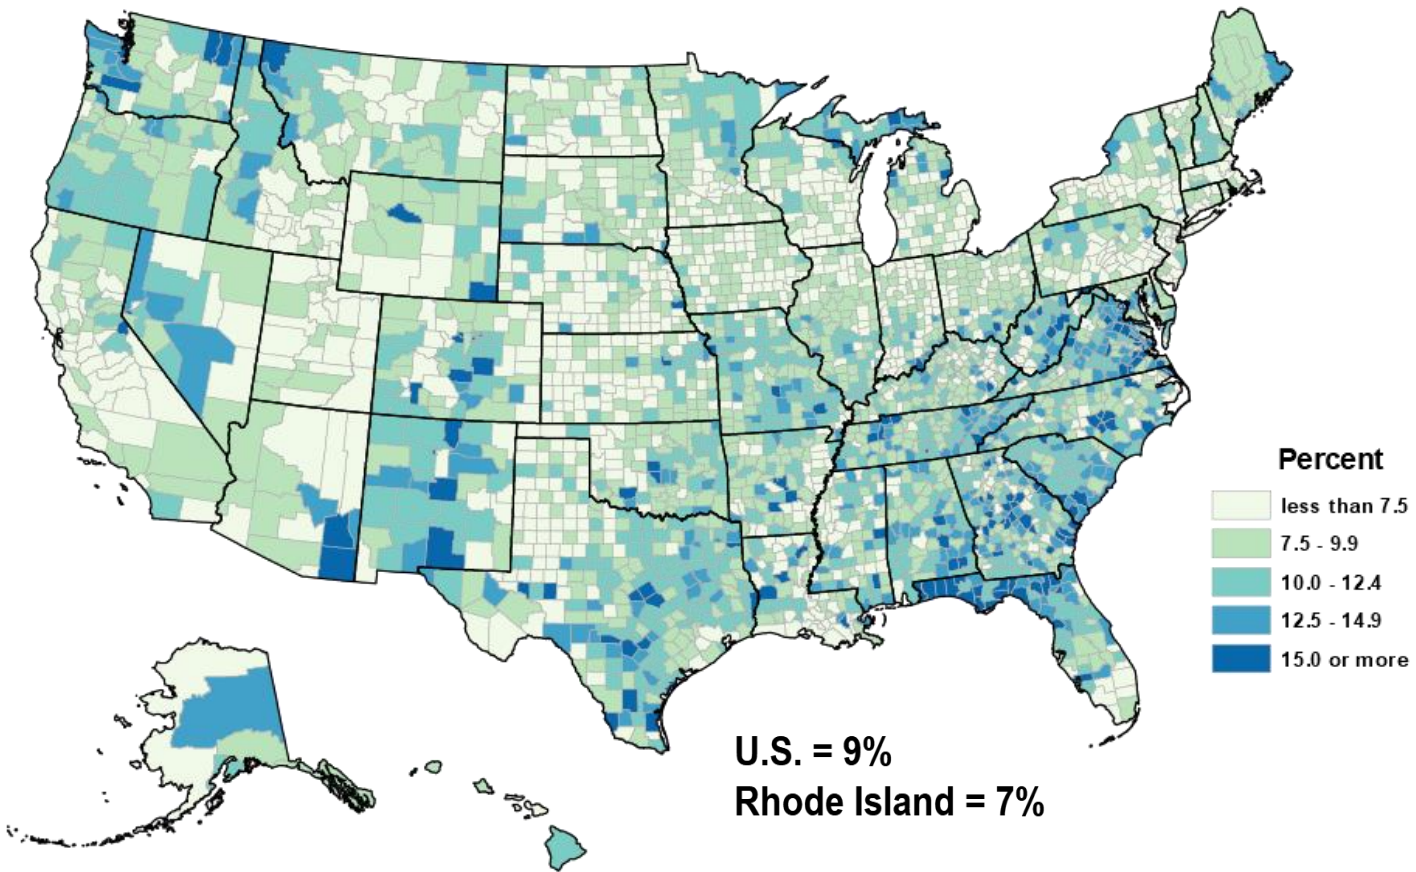 Percent
less than 7.5
7.5 - 9.9
10.0 - 12.4
12.5 - 14.9
15.0 or more
U.S. = 9%
Rhode Island = 7%